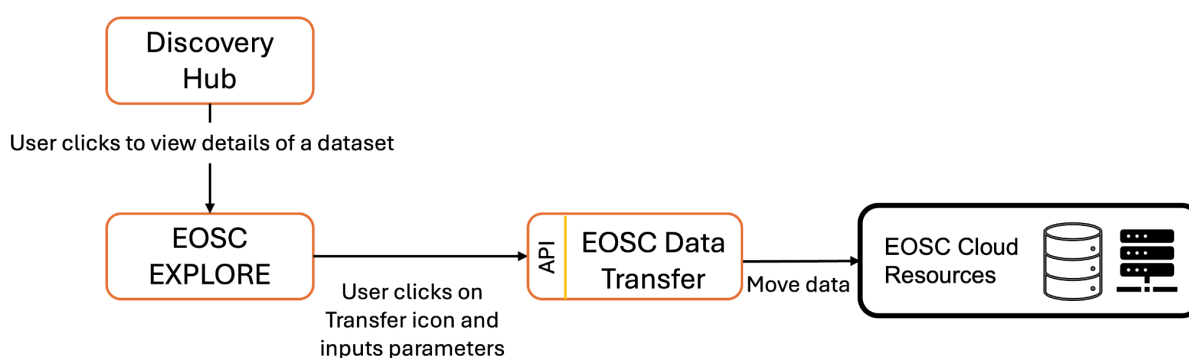 Discovery
Hub
User clicks to view details of a dataset
EOSC
EXPLORE
User clicks on
Transfer icon and
inputs parameters
API
EOSC Data
Transfer
Move data
EOSC Cloud
Resources